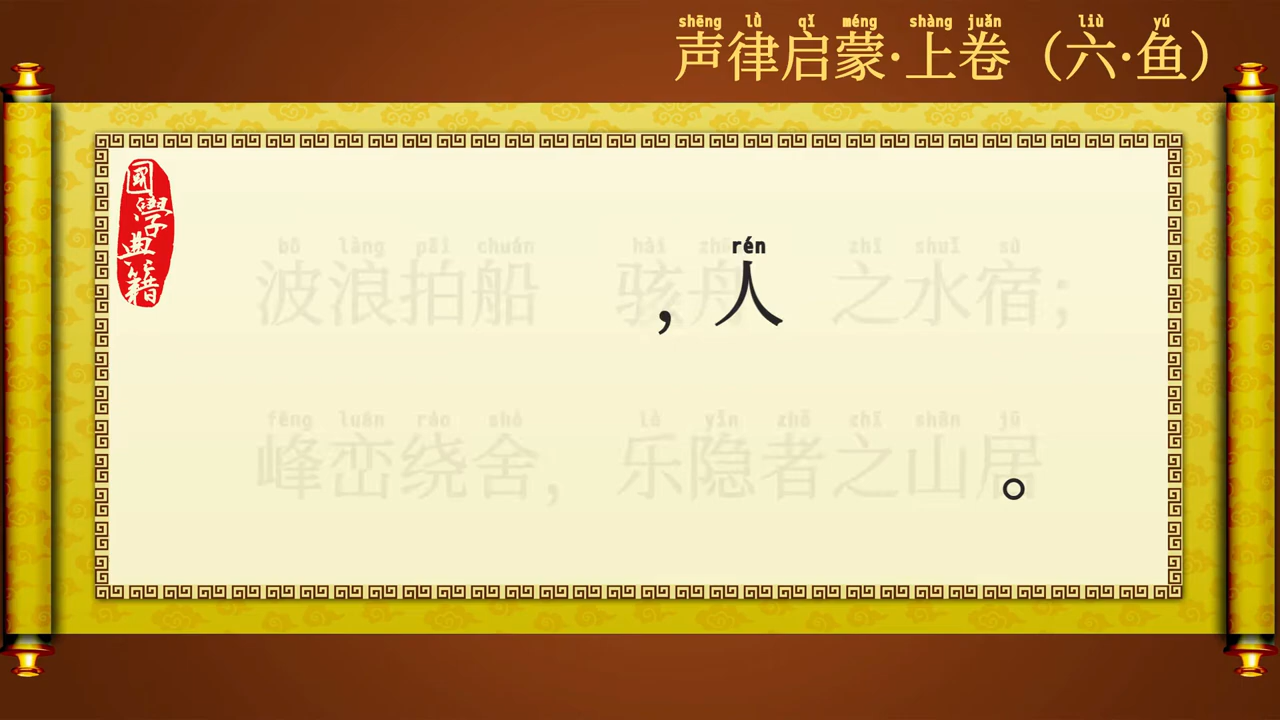 shēng lǜ qǐ méng shàng juǎn liù yú
声律启蒙·上卷（六·鱼）
國學典籍
bō làng pāi chuán hài zhōu rén zhī shuǐ sù
波浪拍船，骇舟人之水宿；
fēng luán rào shè lè yǐn zhě zhī shān jū
峰峦绕舍，乐隐者之山居。